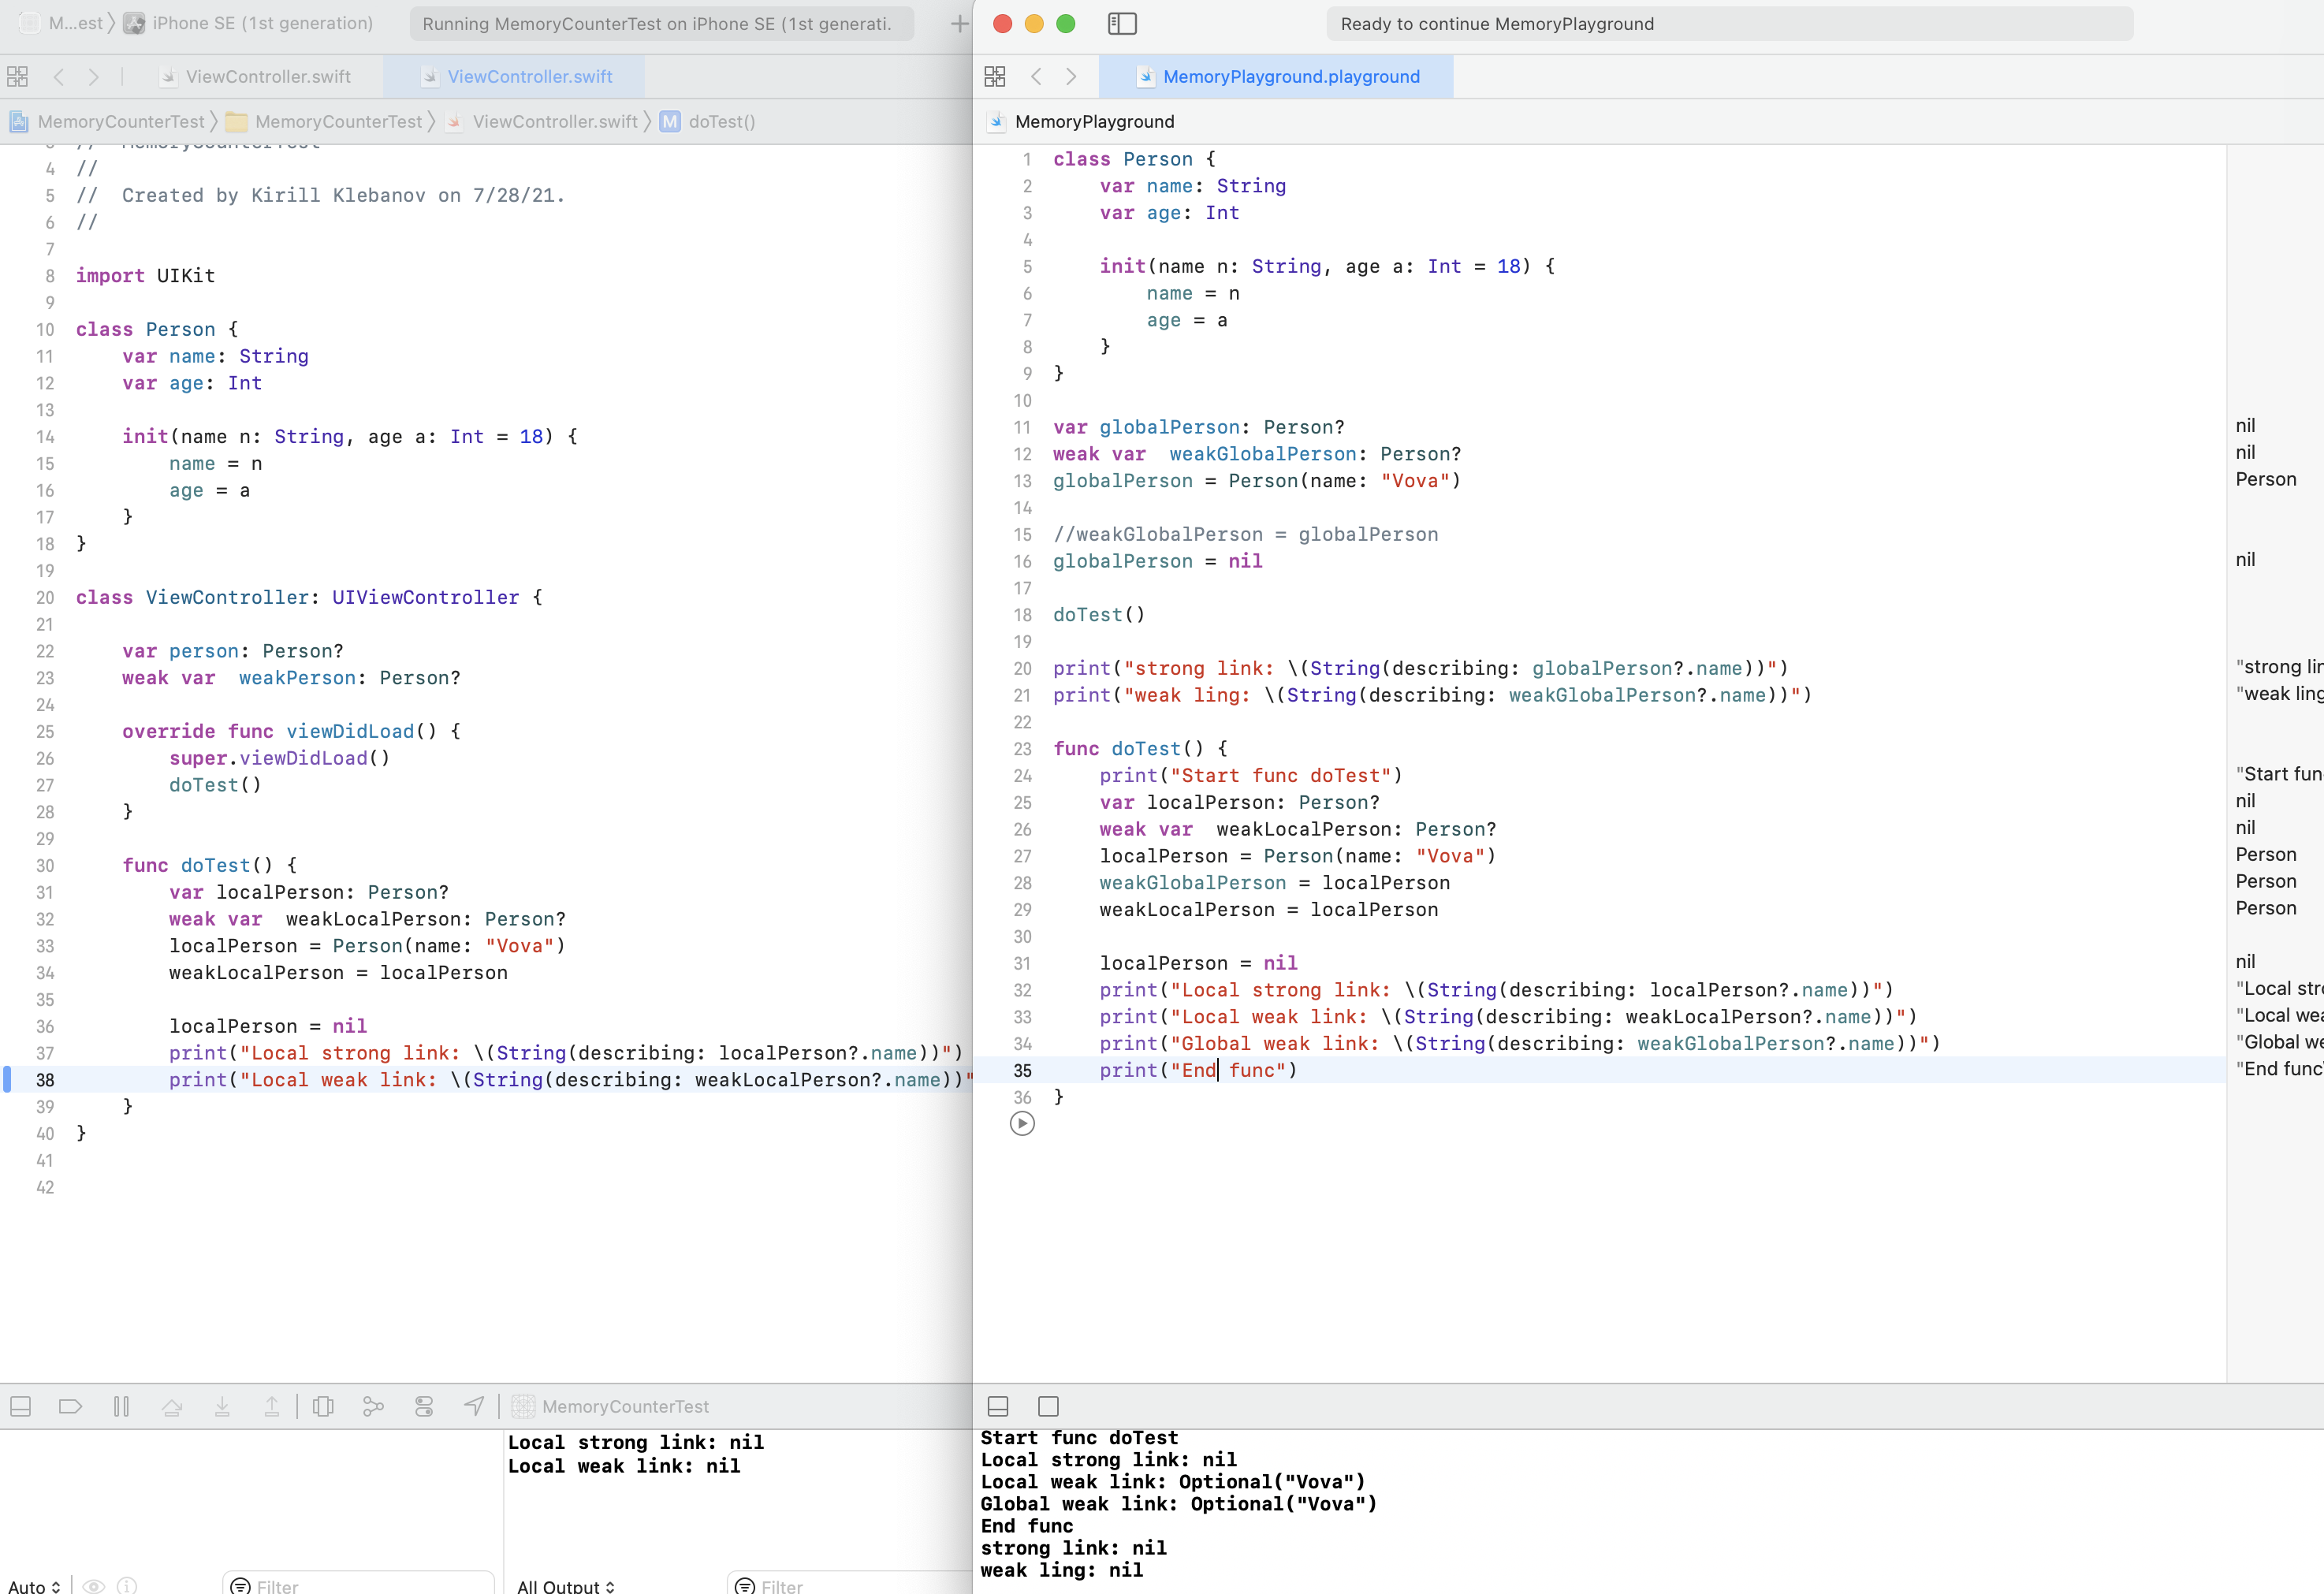 M...est
iPhone SE (1st generation)
Running MemoryCounterTest on iPhone SE (1st generati.
ViewController.swift
ViewController.swift
MemoryCounterTest
MemoryCounterTest
ViewController.swift
M
doTest()
4 //
5 //  Created by Kirill Klebanov on 7/28/21.
6 //
7
8 import UIKit
9
10 class Person {
11     var name: String
12     var age: Int
13
14     init(name n: String, age a: Int = 18) {
15         name = n
16         age = a
17     }
18 }
19
20 class ViewController: UIViewController {
21
22     var person: Person?
23     weak var  weakPerson: Person?
24
25     override func viewDidLoad() {
26         super.viewDidLoad()
27         doTest()
28     }
29
30     func doTest() {
31         var localPerson: Person?
32         weak var  weakLocalPerson: Person?
33         localPerson = Person(name: "Vova")
34         weakLocalPerson = localPerson
35
36         localPerson = nil
37         print("Local strong link: \(String(describing: localPerson?.name))")
38         print("Local weak link: \(String(describing: weakLocalPerson?.name))"
39     }
40 }
41
42
MemoryCounterTest
Local strong link: nil
Local weak link: nil
Auto
Filter
All Output
Filter
Ready to continue MemoryPlayground
MemoryPlayground.playground
MemoryPlayground
1 class Person {
2     var name: String
3     var age: Int
4
5     init(name n: String, age a: Int = 18) {
6         name = n
7         age = a
8     }
9 }
10
11 var globalPerson: Person?
12 weak var  weakGlobalPerson: Person?
13 globalPerson = Person(name: "Vova")
14
15 //weakGlobalPerson = globalPerson
16 globalPerson = nil
17
18 doTest()
19
20 print("strong link: \(String(describing: globalPerson?.name))")
21 print("weak ling: \(String(describing: weakGlobalPerson?.name))")
22
23 func doTest() {
24     print("Start func doTest")
25     var localPerson: Person?
26     weak var  weakLocalPerson: Person?
27     localPerson = Person(name: "Vova")
28     weakGlobalPerson = localPerson
29     weakLocalPerson = localPerson
30
31     localPerson = nil
32     print("Local strong link: \(String(describing: localPerson?.name))")
33     print("Local weak link: \(String(describing: weakLocalPerson?.name))")
34     print("Global weak link: \(String(describing: weakGlobalPerson?.name))")
35     print("End func")
36 }
nil
nil
Person
nil
"strong lin
"weak ling
"Start fun
nil
nil
Person
Person
Person
nil
"Local stro
"Local wea
"Global we
"End func
Start func doTest
Local strong link: nil
Local weak link: Optional("Vova")
Global weak link: Optional("Vova")
End func
strong link: nil
weak ling: nil